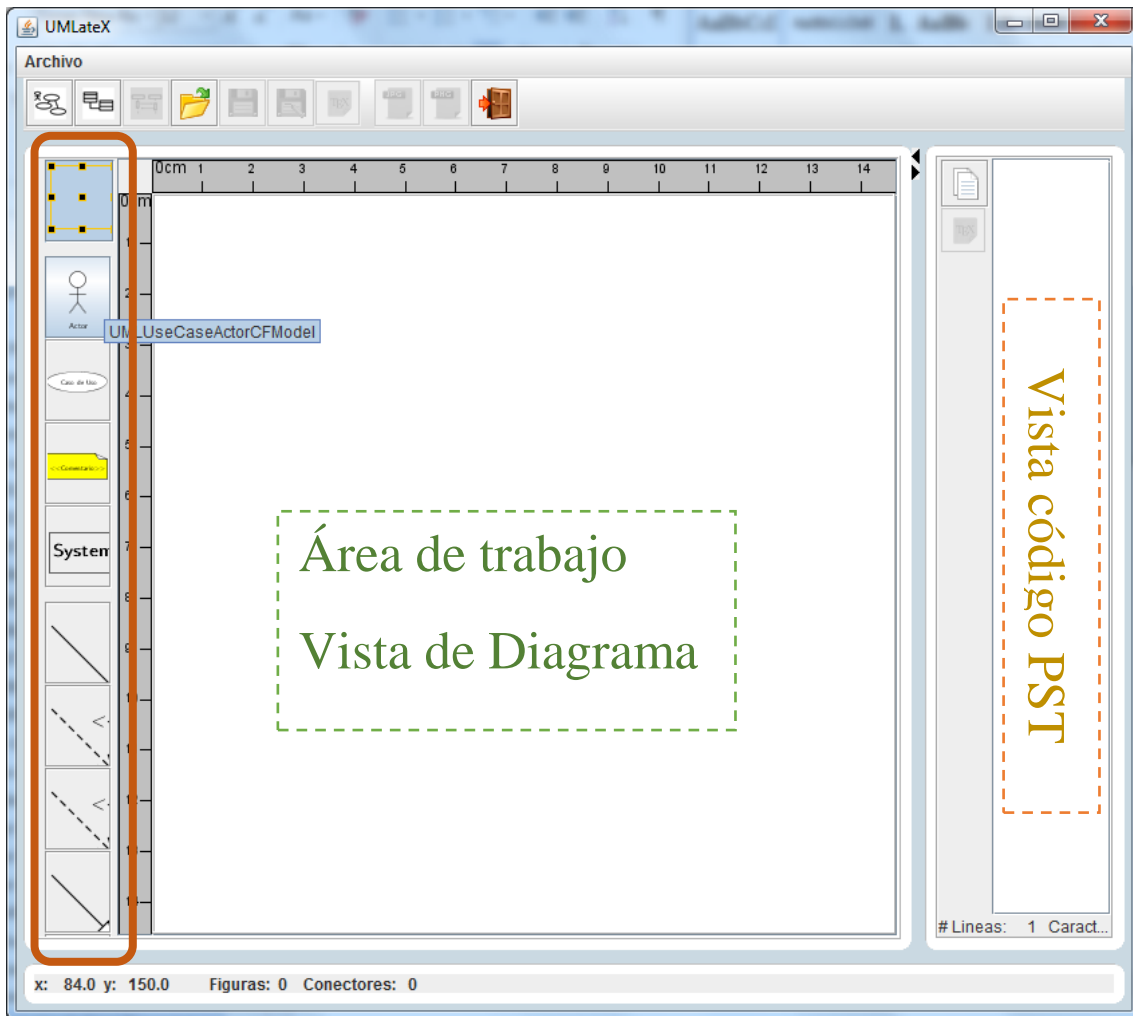 UMLateX
Archivo
0cm 1 2 3 4 5 6 7 8 9 10 11 12 13 14
Actor
UMLUseCaseActorCFModel
Caso de Uso
<<Comentario>>
System
Área de trabajo
Vista de Diagrama
Vista código PST
# Lineas: 1 Caract...
x: 84.0 y: 150.0 Figuras: 0 Conectores: 0